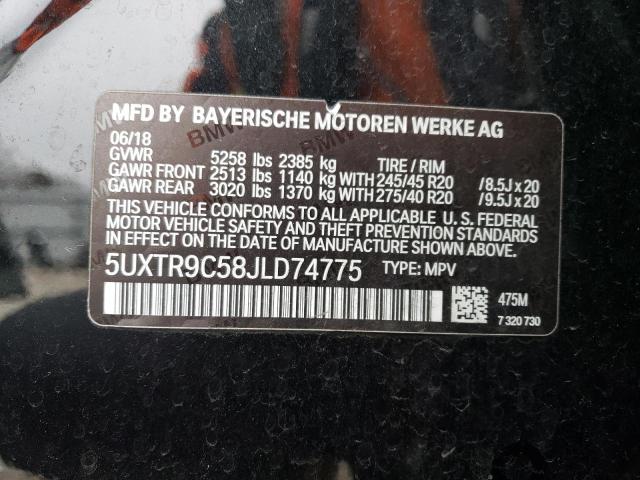 MFD BY BAYERISCHE MOTOREN WERKE AG
06/18
GVWR 5258 lbs 2385 kg TIRE / RIM
GAWR FRONT 2513 lbs 1140 kg WITH 245/45 R20 /8.5J x 20
GAWR REAR 3020 lbs 1370 kg WITH 275/40 R20 /9.5J x 20
THIS VEHICLE CONFORMS TO ALL APPLICABLE U. S. FEDERAL
MOTOR VEHICLE SAFETY AND THEFT PREVENTION
STANDARDS IN EFFECT ON THE DATE OF MANUFACTURE SHOWN ABOVE.
5UXTR9C58JLD74775 TYPE: MPV
475M
7 320 730